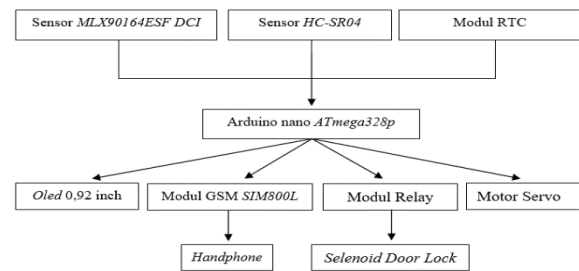 Sensor MLX90164ESF DCI
Sensor HC-SR04
Modul RTC
Arduino nano ATmega328p
Oled 0,92 inch
Modul GSM SIM800L
Modul Relay
Motor Servo
Handphone
Selenoid Door Lock